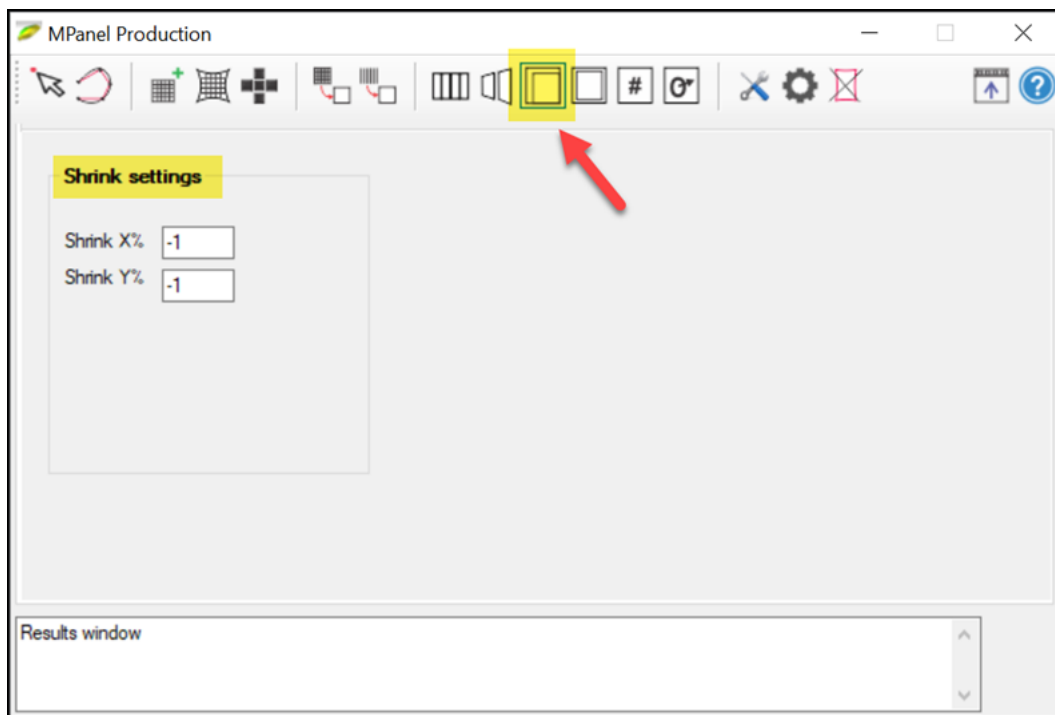 MPanel Production
#
?
Shrink settings
Shrink X% -1
Shrink Y% -1
Results window